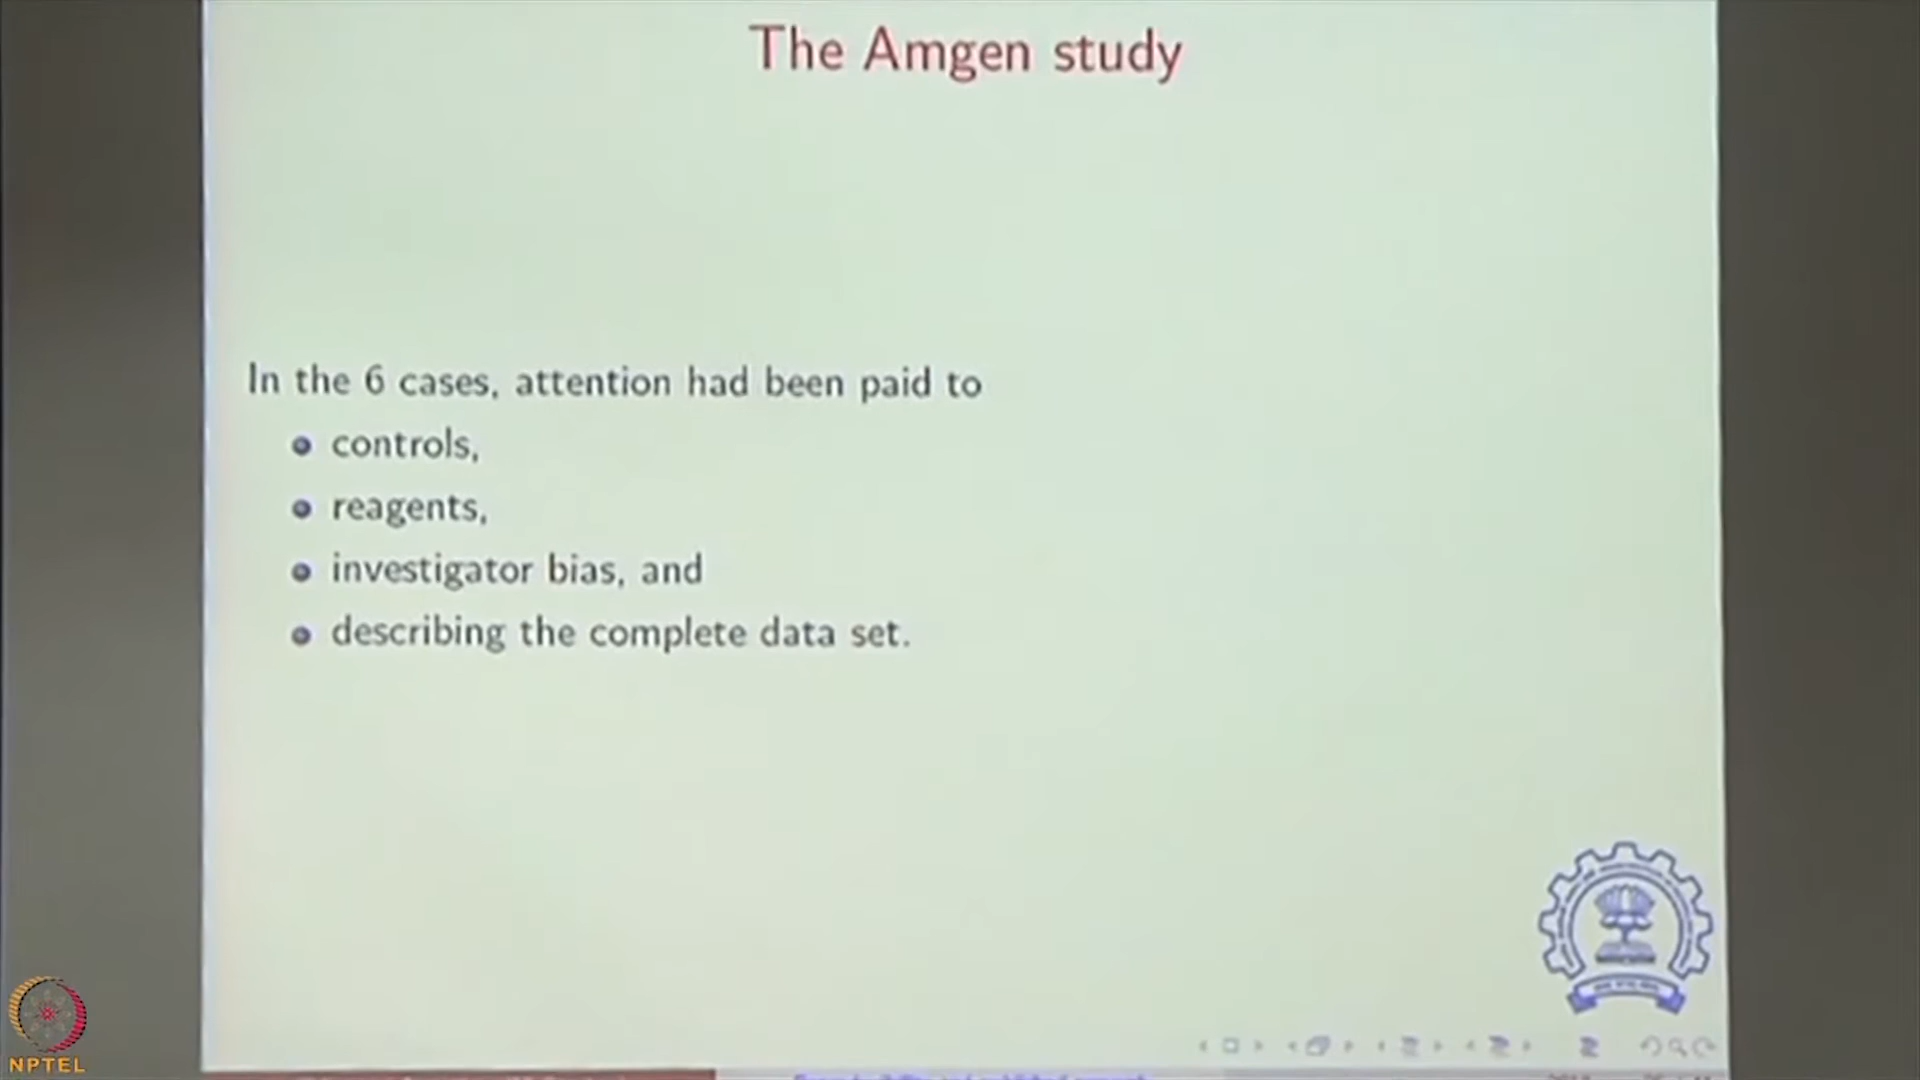 The Amgen study
In the 6 cases, attention had been paid to
controls,
reagents,
investigator bias, and
describing the complete data set.
NPTEL